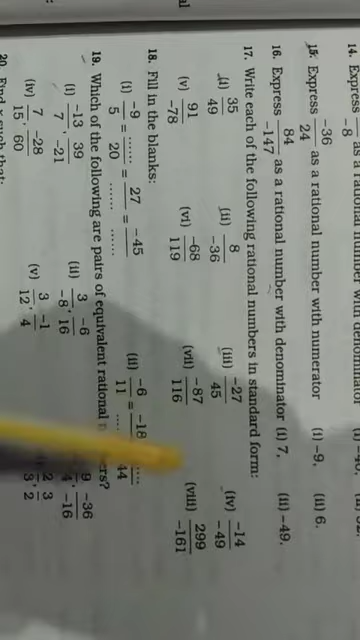 14. Express
-8
as a rational number with denominator
15. Express -36/24 as a rational number with numerator (i) -9, (ii) 6.
16. Express 84/-147 as a rational number with denominator (i) 7, (ii) -49.
17. Write each of the following rational numbers in standard form:
(i) 35/49 (ii) 8/-36 (iii) -27/45 (iv) -14/-49
(v) 91/-78 (vi) -68/119 (vii) -87/116 (viii) 299/-161
18. Fill in the blanks:
(i) -9/5 = ....../20 = 27/...... = -45/...... (ii) -6/11 = -18/.... = ..../44
19. Which of the following are pairs of equivalent rational
(i) -13/7, 39/-21 (ii) 3/-8, -6/16 9/4, -36/-16
(iv) 7/15, -28/60 (v) 3/12, -1/4 2/3, 3/2
20. Find x such that: